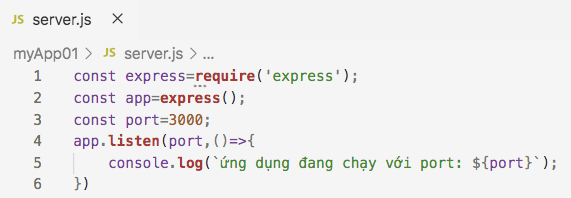 JS server.js ×
myApp01 > JS server.js > ...
1 const express=require('express');
2 const app=express();
3 const port=3000;
4 app.listen(port,()=>{
5 console.log(`ứng dụng đang chạy với port: ${port}`);
6 })